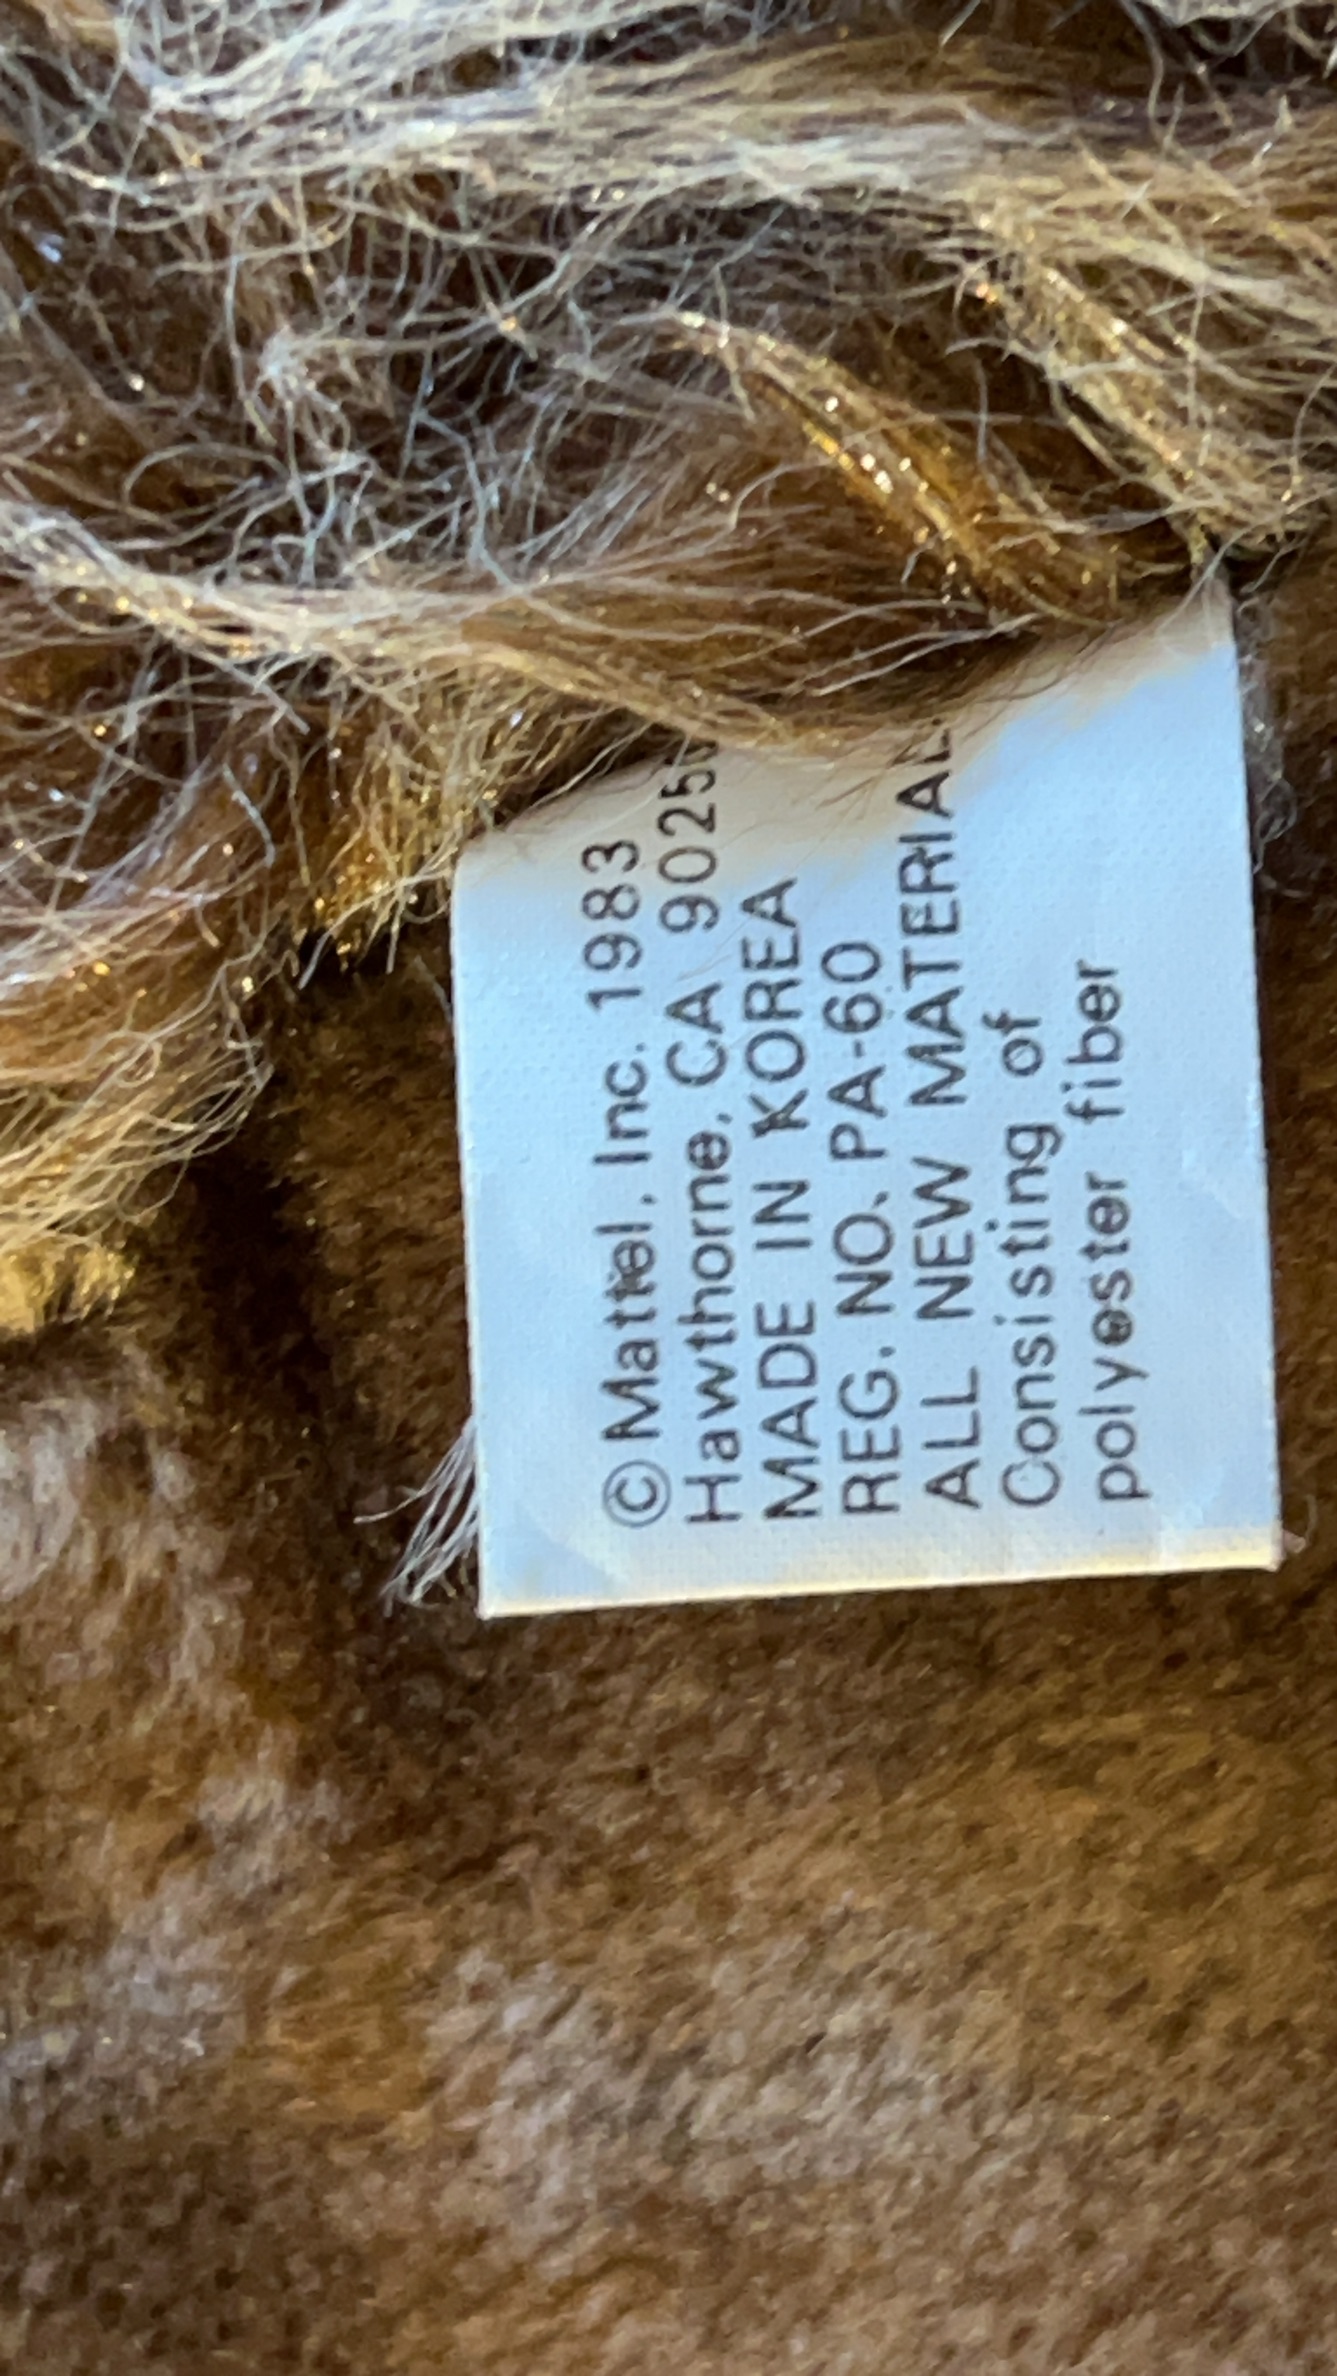 ©Mattel, Inc. 1983
Hawthorne, CA 90250
MADE IN KOREA
REG. NO. PA-60
ALL NEW MATERIAL
Consisting of
polyester fiber